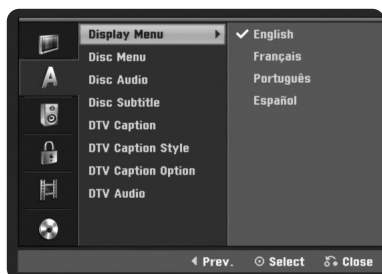 A
Display Menu
Disc Menu
Disc Audio
Disc Subtitle
DTV Caption
DTV Caption Style
DTV Caption Option
DTV Audio
English
Français
Português
Español
Prev.
Select
Close